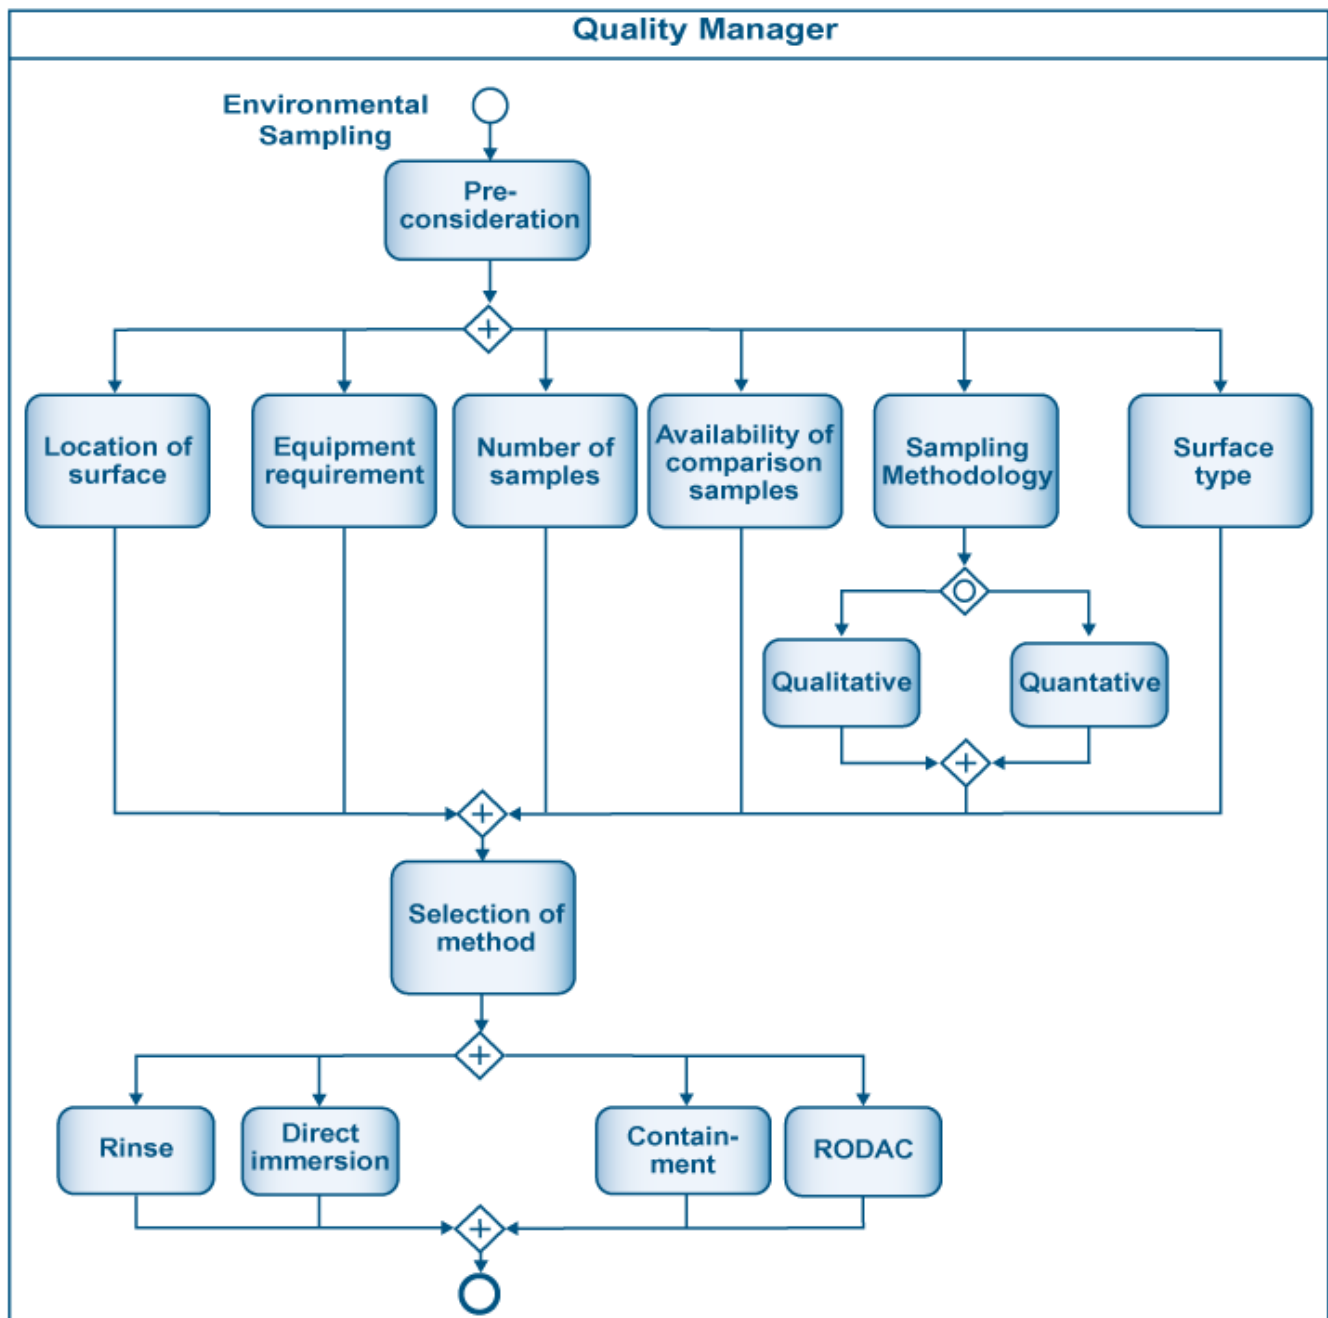 Quality Manager
Environmental
Sampling
Pre-
consideration
Location of
surface
Equipment
requirement
Number of
samples
Availability of
comparison
samples
Sampling
Methodology
Surface
type
Qualitative
Quantative
Selection of
method
Rinse
Direct
immersion
Contain-
ment
RODAC